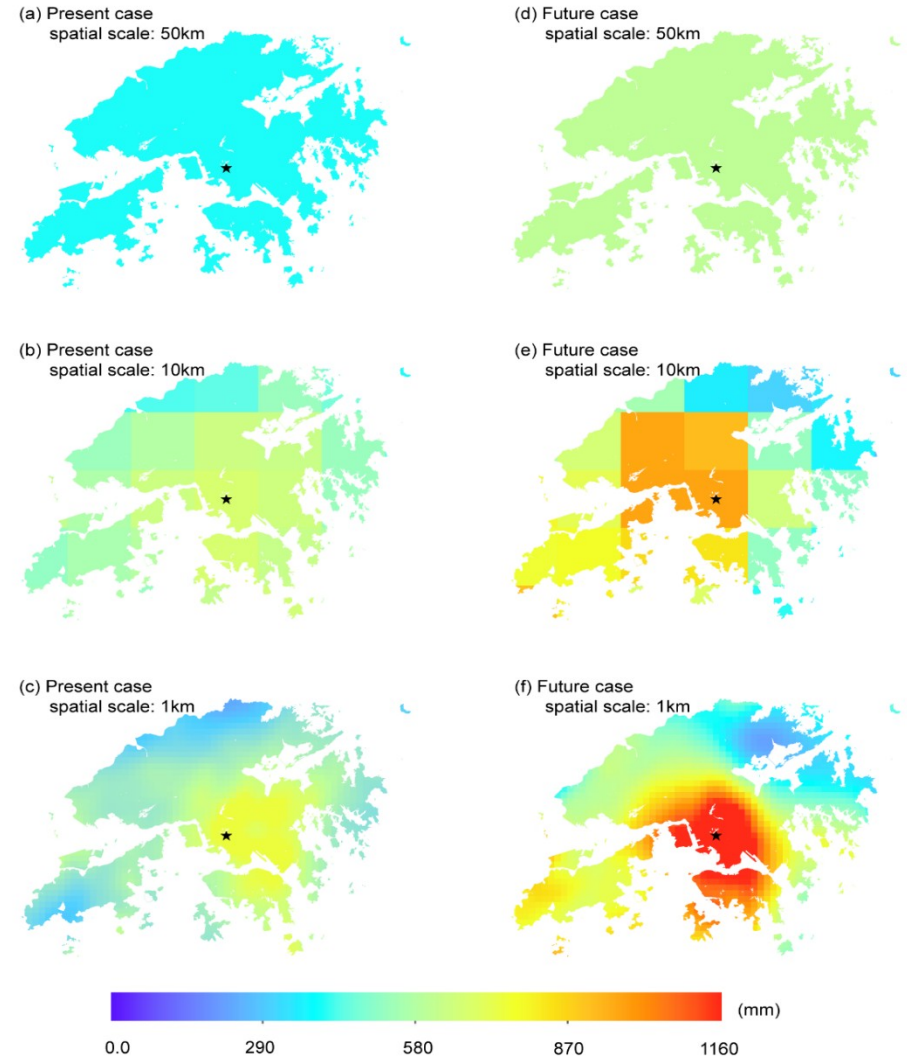 (a) Present case
spatial scale: 50km
(d) Future case
spatial scale: 50km
(b) Present case
spatial scale: 10km
(e) Future case
spatial scale: 10km
(c) Present case
spatial scale: 1km
(f) Future case
spatial scale: 1km
(mm)
0.0 290 580 870 1160